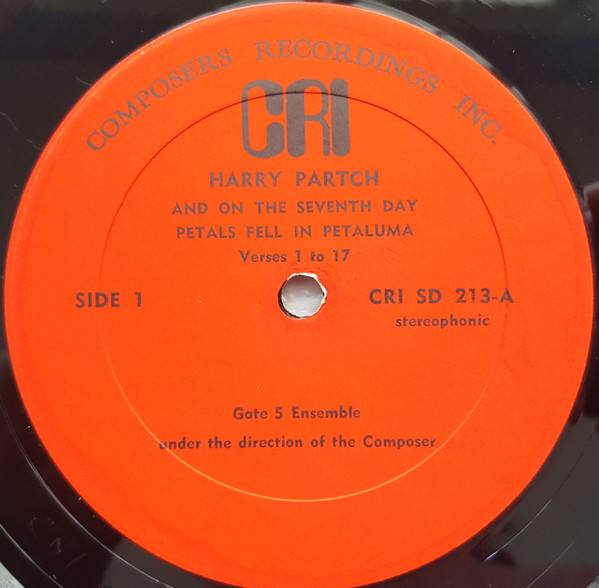 COMPOSERS RECORDINGS INC.
CRI
HARRY PARTCH
AND ON THE SEVENTH DAY
PETALS FELL IN PETALUMA
Verses 1 to 17
SIDE 1
CRI SD 213-A
stereophonic
Gate 5 Ensemble
under the direction of the Composer